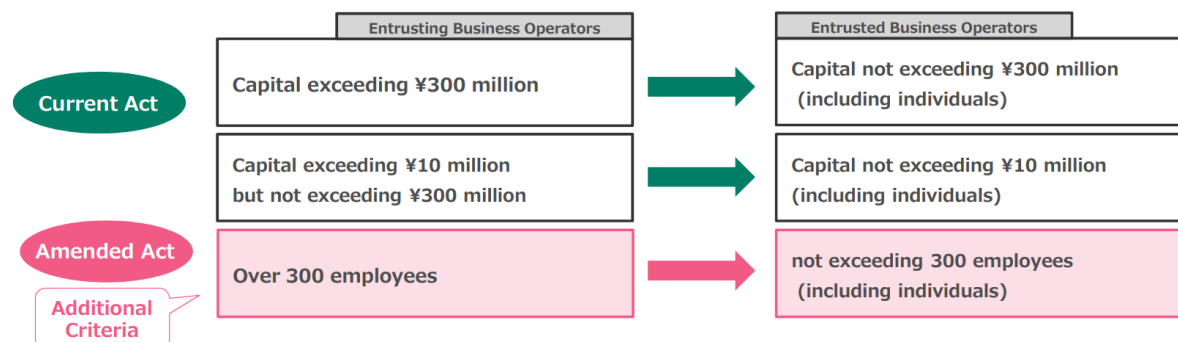 Entrusting Business Operators
Entrusted Business Operators
Current Act
Capital exceeding ¥300 million
Capital not exceeding ¥300 million
(including individuals)
Capital exceeding ¥10 million
but not exceeding ¥300 million
Capital not exceeding ¥10 million
(including individuals)
Amended Act
Additional
Criteria
Over 300 employees
not exceeding 300 employees
(including individuals)